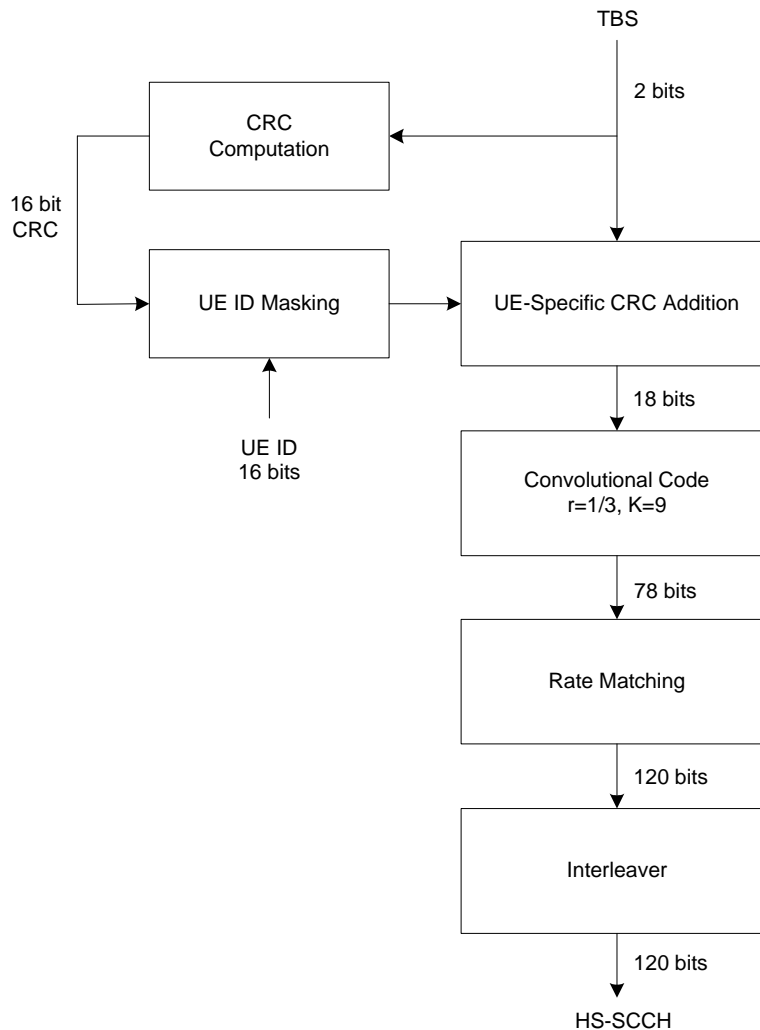 TBS
2 bits
CRC
Computation
16 bit
CRC
UE ID Masking
UE-Specific CRC Addition
18 bits
UE ID
16 bits
Convolutional Code
r=1/3, K=9
78 bits
Rate Matching
120 bits
Interleaver
120 bits
HS-SCCH